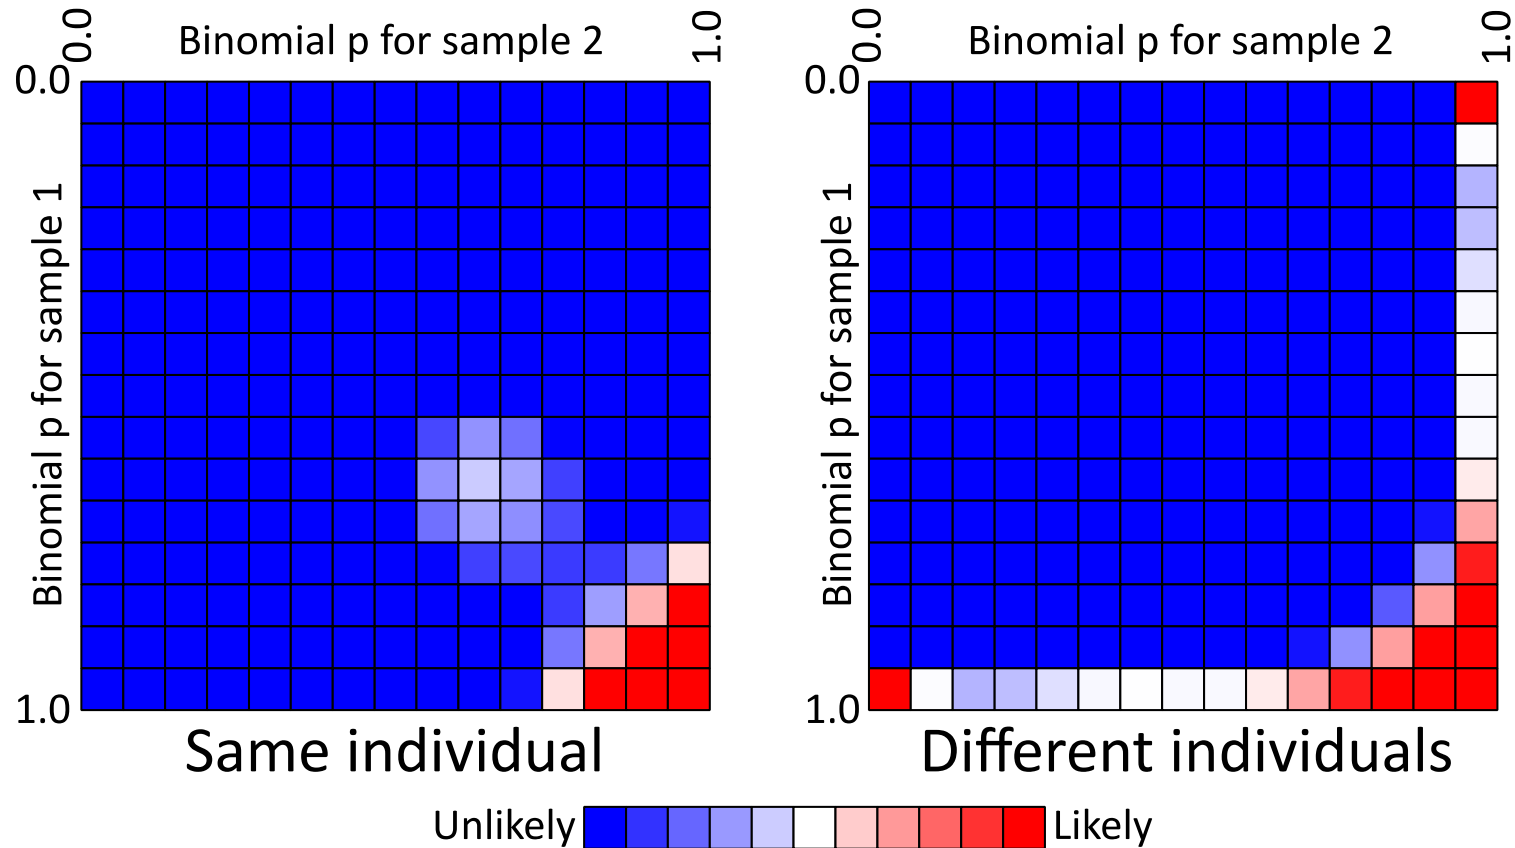 0.0
Binomial p for sample 2
1.0
0.0
Binomial p for sample 1
1.0
Same individual
0.0
Binomial p for sample 2
1.0
0.0
Binomial p for sample 1
1.0
Different individuals
Unlikely
Likely